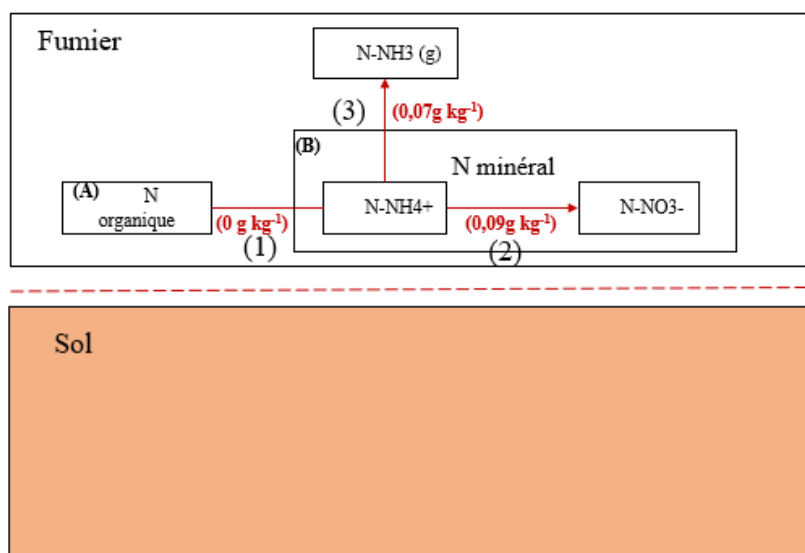 Fumier
N-NH3 (g)
(3)
(0,07g kg-1)
(B)
N minéral
(A)
N
organique
(0 g kg-1)
(1)
N-NH4+
(0,09g kg-1)
(2)
N-NO3-
Sol